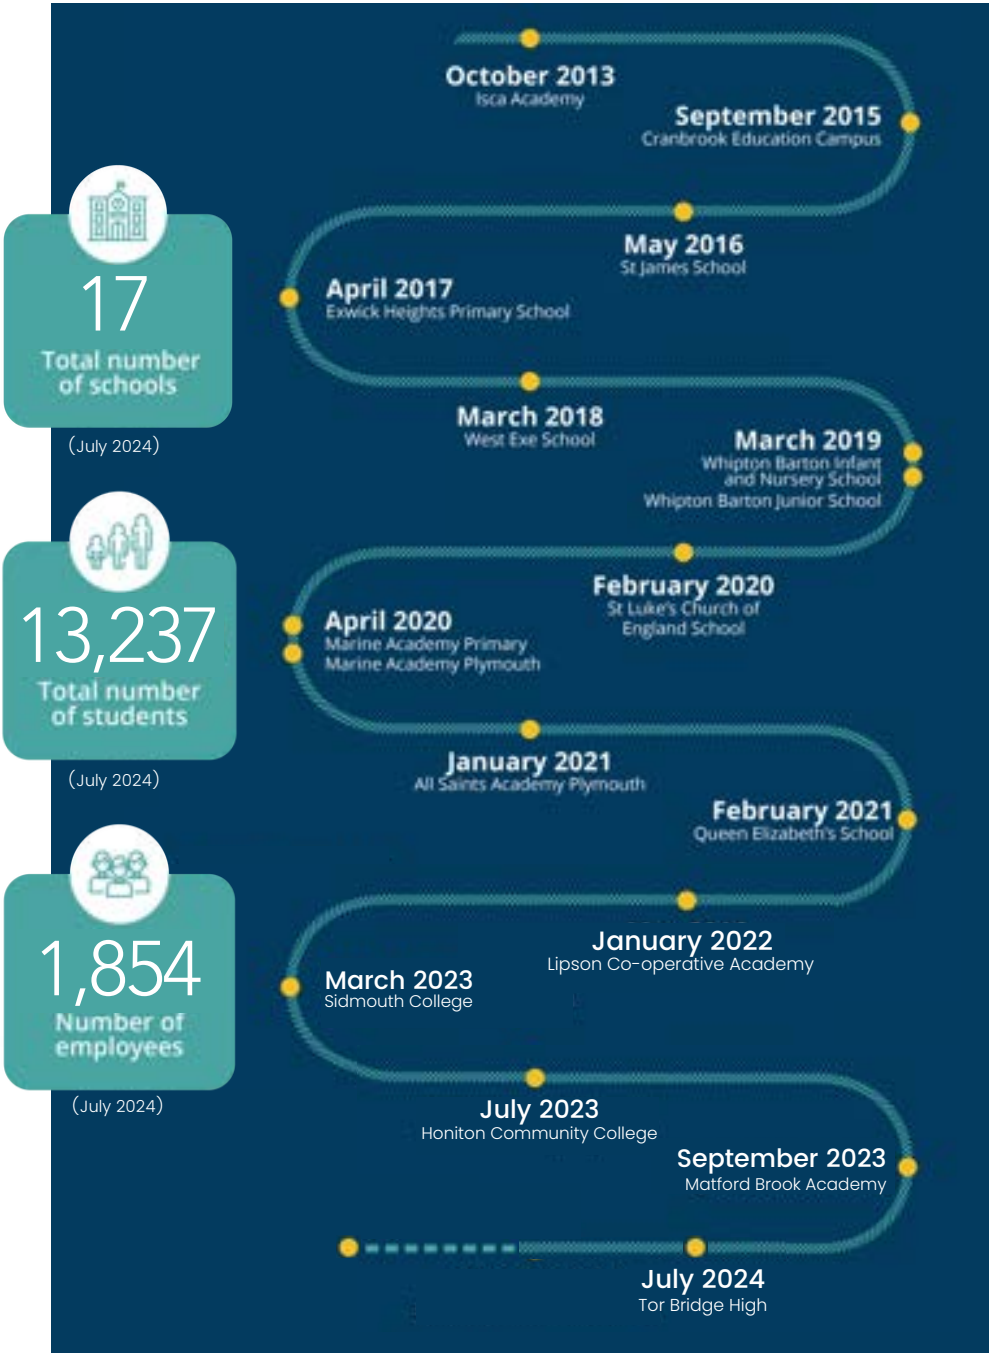 October 2013
Isca Academy
September 2015
Cranbrook Education Campus
May 2016
St James School
April 2017
Exwick Heights Primary School
March 2018
West Exe School
March 2019
Whipton Barton Infant
and Nursery School
Whipton Barton Junior School
February 2020
St Luke's Church of
England School
April 2020
Marine Academy Primary
Marine Academy Plymouth
January 2021
All Saints Academy Plymouth
February 2021
Queen Elizabeth's School
January 2022
Lipson Co-operative Academy
March 2023
Sidmouth College
July 2023
Honiton Community College
September 2023
Matford Brook Academy
July 2024
Tor Bridge High
17
Total number
of schools
(July 2024)
13,237
Total number
of students
(July 2024)
1,854
Number of
employees
(July 2024)